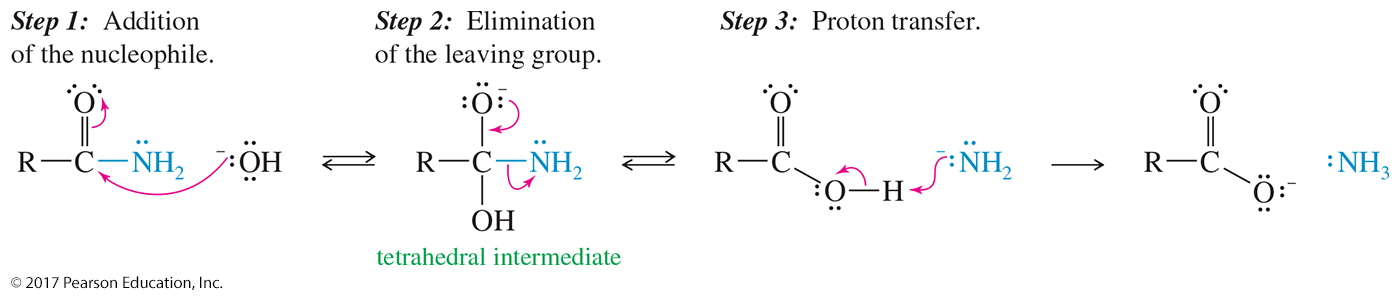 Step 1: Addition
of the nucleophile.
Step 2: Elimination
of the leaving group.
Step 3: Proton transfer.
O
R—C—NH₂ ⁻:OH
:O:⁻
R—C—NH₂
OH
tetrahedral intermediate
O
R—C
:O—H ⁻:NH₂
O
R—C
O:⁻
:NH₃
© 2017 Pearson Education, Inc.